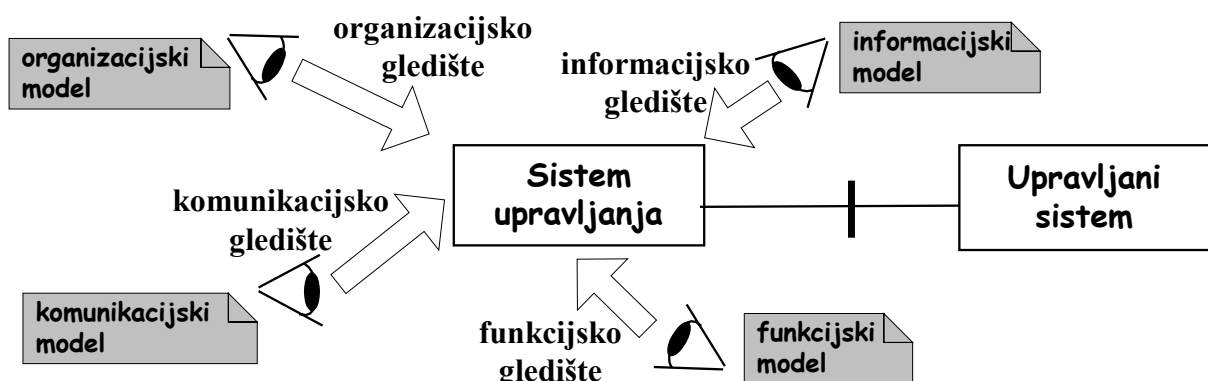 organizacijski
model
organizacijsko
gledište
informacijsko
gledište
informacijski
model
Sistem
upravljanja
Upravljani
sistem
komunikacijsko
gledište
komunikacijski
model
funkcijsko
gledište
funkcijski
model